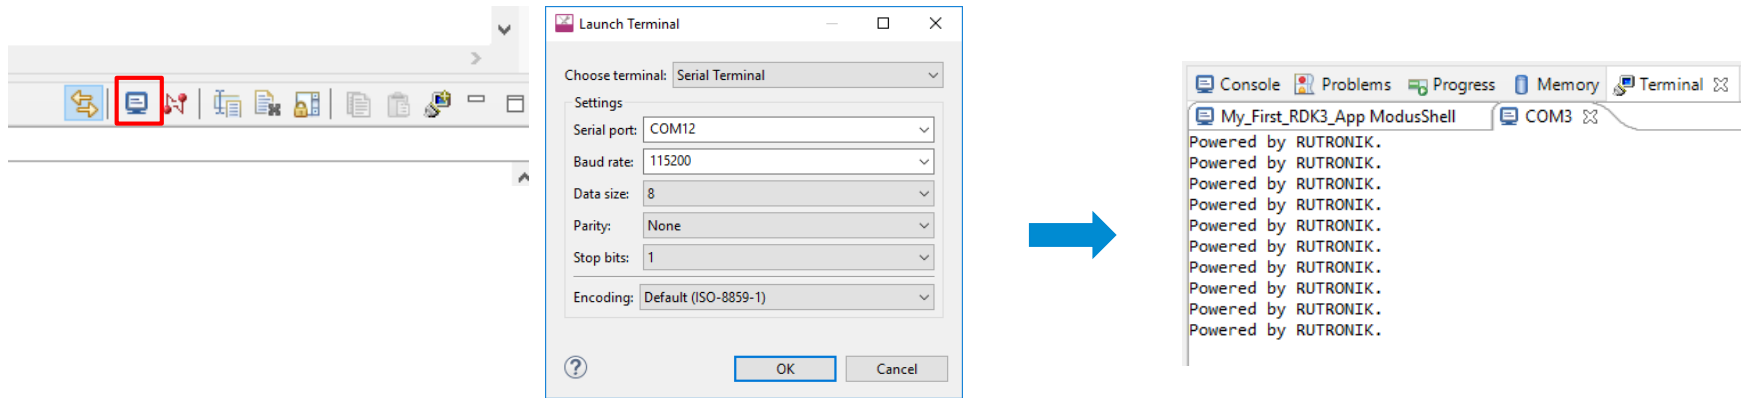 Launch Terminal
Choose terminal: Serial Terminal
Settings
Serial port: COM12
Baud rate: 115200
Data size: 8
Parity: None
Stop bits: 1
Encoding: Default (ISO-8859-1)
OK Cancel
Console Problems Progress Memory Terminal
My_First_RDK3_App ModusShell COM3
Powered by RUTRONIK.
Powered by RUTRONIK.
Powered by RUTRONIK.
Powered by RUTRONIK.
Powered by RUTRONIK.
Powered by RUTRONIK.
Powered by RUTRONIK.
Powered by RUTRONIK.
Powered by RUTRONIK.
Powered by RUTRONIK.